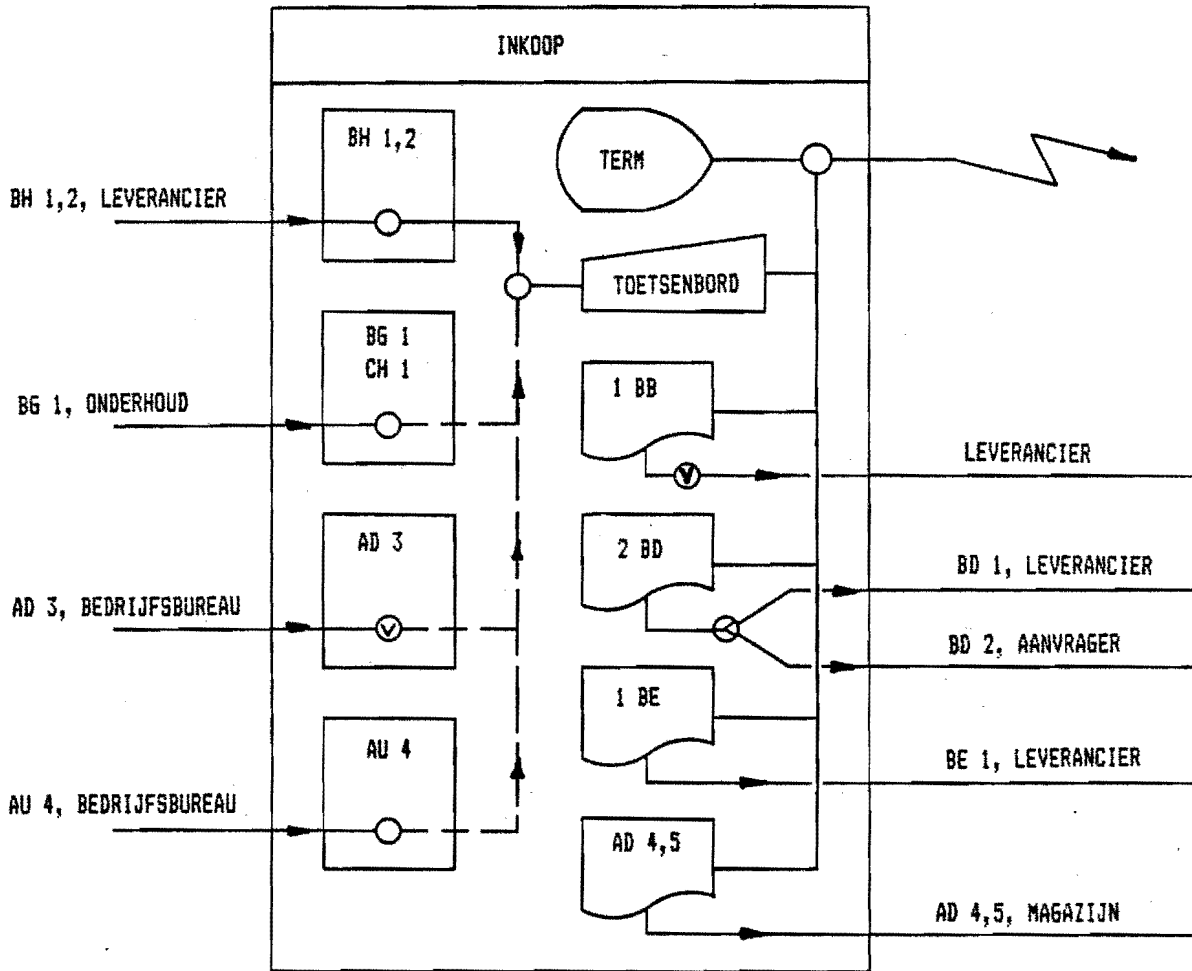 INKOOP
BH 1,2
TERM
BH 1,2, LEVERANCIER
TOETSENBORD
BG 1
CH 1
BG 1, ONDERHOUD
1 BB
V
LEVERANCIER
AD 3
2 BD
BD 1, LEVERANCIER
AD 3, BEDRIJFSBUREAU
V
BD 2, AANVRAGER
1 BE
AU 4
BE 1, LEVERANCIER
AU 4, BEDRIJFSBUREAU
AD 4,5
AD 4,5, MAGAZIJN